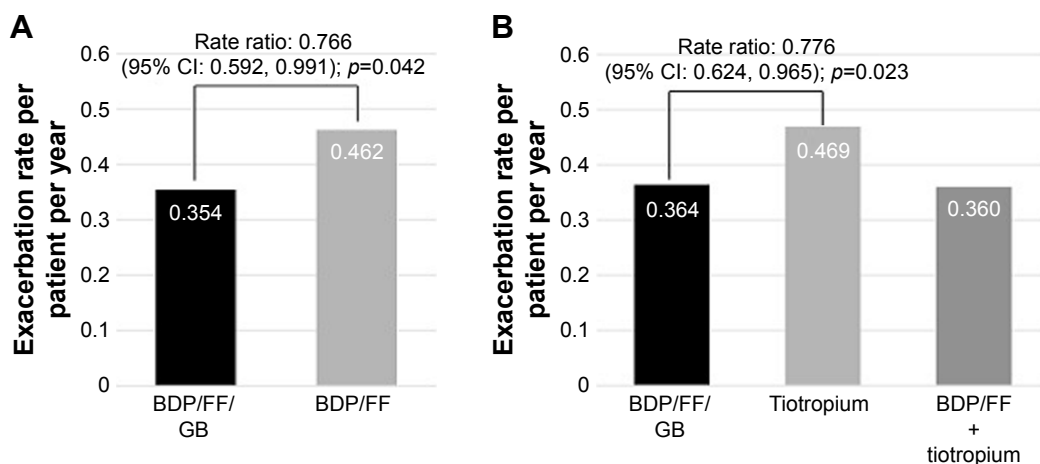 A
Exacerbation rate per
patient per year
0.6
0.5
0.4
0.3
0.2
0.1
0
Rate ratio: 0.766
(95% CI: 0.592, 0.991); p=0.042
0.354
0.462
BDP/FF/
GB
BDP/FF
B
Exacerbation rate per
patient per year
0.6
0.5
0.4
0.3
0.2
0.1
0
Rate ratio: 0.776
(95% CI: 0.624, 0.965); p=0.023
0.364
0.469
0.360
BDP/FF/
GB
Tiotropium
BDP/FF
+
tiotropium